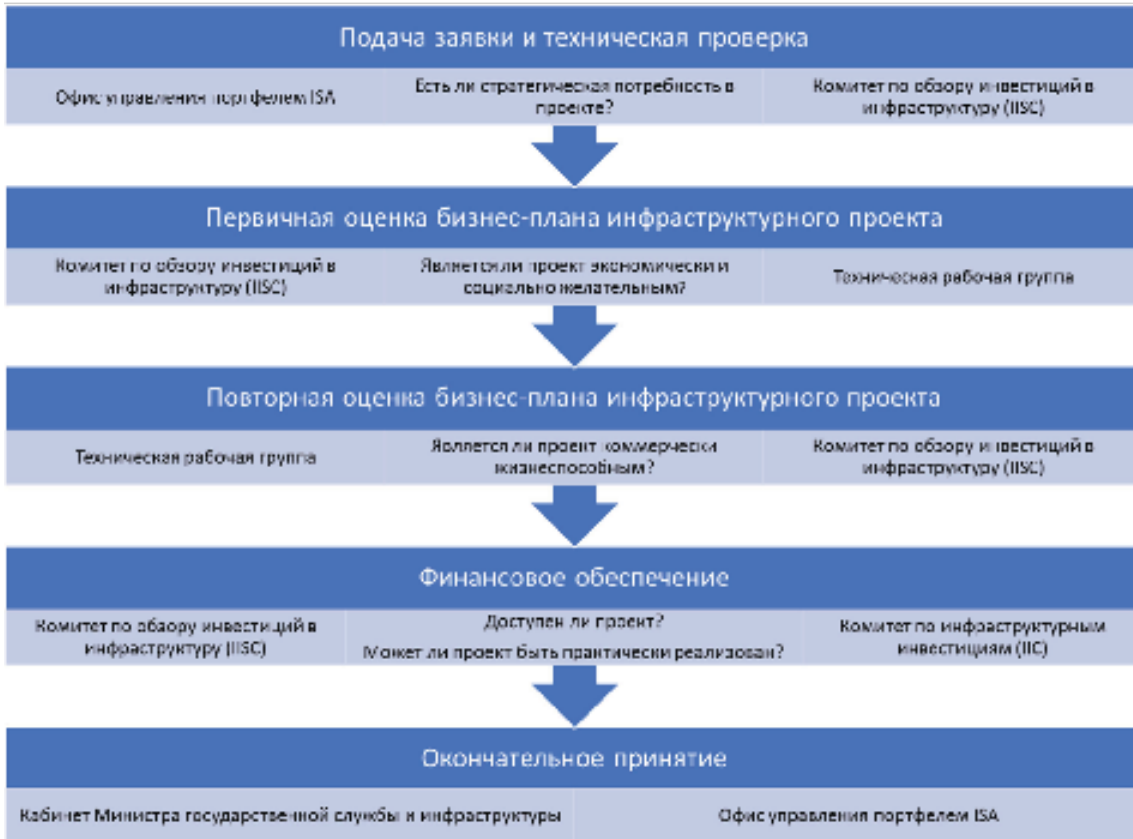 Подача заявки и техническая проверка
Офис управления портфелем ISA
Есть ли стратегическая потребность в
проекте?
Комитет по обзору инвестиций в
инфраструктуру (IISC)
Первичная оценка бизнес-плана инфраструктурного проекта
Комитет по обзору инвестиций в
инфраструктуру (IISC)
Является ли проект экономически и
социально желательным?
Техническая рабочая группа
Повторная оценка бизнес-плана инфраструктурного проекта
Техническая рабочая группа
Является ли проект коммерчески
жизнеспособным?
Комитет по обзору инвестиций в
инфраструктуру (IISC)
Финансовое обеспечение
Комитет по обзору инвестиций в
инфраструктуру (IISC)
Доступен ли проект?
Может ли проект быть практически реализован?
Комитет по инфраструктурным
инвестициям (IIC)
Окончательное принятие
Кабинет Министра государственной службы и инфраструктуры
Офис управления портфелем ISA